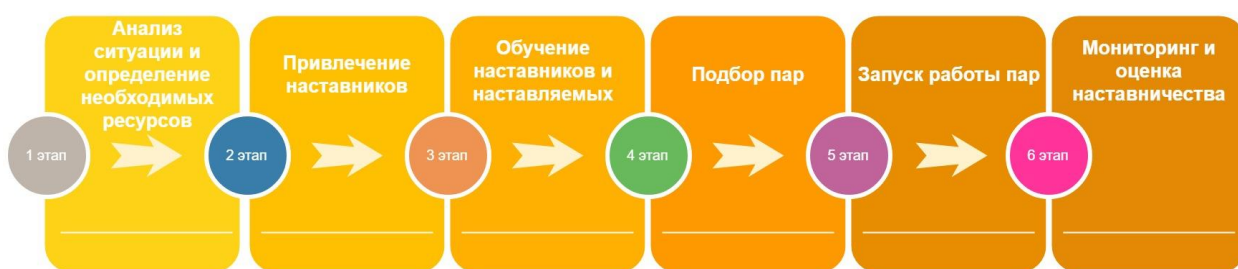 Анализ
ситуации и
определение
необходимых
ресурсов
Привлечение
наставников
Обучение
наставников и
наставляемых
Подбор пар
Запуск работы пар
Мониторинг и
оценка
наставничества
1 этап
2 этап
3 этап
4 этап
5 этап
6 этап